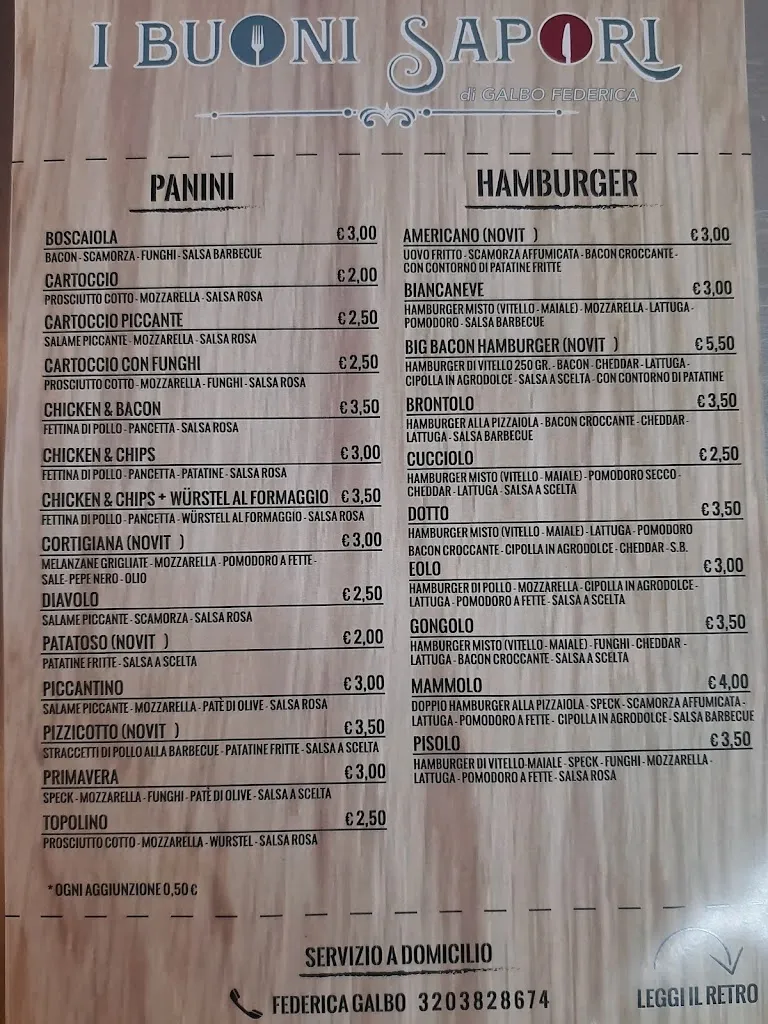 I BUONI SAPORI
di GALBO FEDERICA
PANINI
BOSCAIOLA €3,00
BACON - SCAMORZA - FUNGHI - SALSA BARBECUE
CARTOCCIO €2,00
PROSCIUTTO COTTO - MOZZARELLA - SALSA ROSA
CARTOCCIO PICCANTE €2,50
SALAME PICCANTE - MOZZARELLA - SALSA ROSA
CARTOCCIO CON FUNGHI €2,50
PROSCIUTTO COTTO - MOZZARELLA - FUNGHI - SALSA ROSA
CHICKEN & BACON €3,50
FETTINA DI POLLO - PANCETTA - SALSA ROSA
CHICKEN & CHIPS €3,00
FETTINA DI POLLO - PANCETTA - PATATINE - SALSA ROSA
CHICKEN & CHIPS + WÜRSTEL AL FORMAGGIO €3,50
FETTINA DI POLLO - PANCETTA - WÜRSTELL AL FORMAGGIO - SALSA ROSA
CORTIGIANA (NOVIT ) €3,00
MELANZANE GRIGLIATE - MOZZARELLA - POMODORO A FETTE -
SALE- PEPE NERO - OLIO
DIAVOLO €2,50
SALAME PICCANTE - SCAMORZA - SALSA ROSA
PATATOSO (NOVIT ) €2,00
PATATINE FRITTE - SALSA A SCELTA
PICCANTINO €3,00
SALAME PICCANTE - MOZZARELLA - PATÈ DI OLIVE - SALSA ROSA
PIZZICOTTO (NOVIT ) €3,50
STRACCETTI DI POLLO ALLA BARBECUE - PATATINE FRITTE - SALSA A SCELTA
PRIMAVERA €3,00
SPECK - MOZZARELLA - FUNGHI - PATÈ DI OLIVE - SALSA A SCELTA
TOPOLINO €2,50
PROSCIUTTO COTTO - MOZZARELLA - WURSTEL - SALSA ROSA
* OGNI AGGIUNZIONE 0,50 €
HAMBURGER
AMERICANO (NOVIT ) €3,00
UOVO FRITTO - SCAMORZA AFFUMICATA - BACON CROCCANTE -
CON CONTORNO DI PATATINE FRITTE
BIANCANEVE €3,00
HAMBURGER MISTO (VITELLO - MAIALE) - MOZZARELLA - LATTUGA -
POMODORO - SALSA BARBECUE
BIG BACON HAMBURGER (NOVIT ) €5,50
HAMBURGER DI VITELLO 250 GR. - BACON - CHEDDAR - LATTUGA -
CIPOLLA IN AGRODOLCE - SALSA A SCELTA - CON CONTORNO DI PATATINE
BRONTOLO €3,50
HAMBURGER ALLA PIZZAIOLA - BACON CROCCANTE - CHEDDAR -
LATTUGA - SALSA BARBECUE
CUCCIOLO €2,50
HAMBURGER MISTO (VITELLO - MAIALE) - POMODORO SECCO -
CHEDDAR - LATTUGA - SALSA A SCELTA
DOTTO €3,50
HAMBURGER MISTO (VITELLO - MAIALE) - LATTUGA - POMODORO
BACON CROCCANTE - CIPOLLA IN AGRODOLCE - CHEDDAR - S.B.
EOLO €3,00
HAMBURGER DI POLLO - MOZZARELLA - CIPOLLA IN AGRODOLCE -
LATTUGA - POMODORO A FETTE - SALSA A SCELTA
GONGOLO €3,50
HAMBURGER MISTO (VITELLO - MAIALE) - FUNGHI - CHEDDAR -
LATTUGA - BACON CROCCANTE - SALSA A SCELTA
MAMMOLO €4,00
DOPPIO HAMBURGER ALLA PIZZAIOLA - SPECK - SCAMORZA AFFUMICATA -
LATTUGA - POMODORO A FETTE - CIPOLLA IN AGRODOLCE - SALSA BARBECUE
PISOLO €3,50
HAMBURGER DI VITELLO-MAIALE - SPECK - FUNGHI - MOZZARELLA -
LATTUGA - POMODORO A FETTE - SALSA ROSA
SERVIZIO A DOMICILIO
FEDERICA GALBO 3203828674
LEGGI IL RETRO